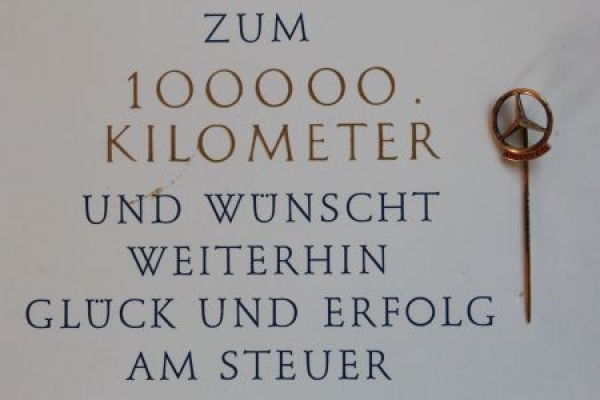 ZUM
100000.
KILOMETER
UND WÜNSCHT
WEITERHIN
GLÜCK UND ERFOLG
AM STEUER